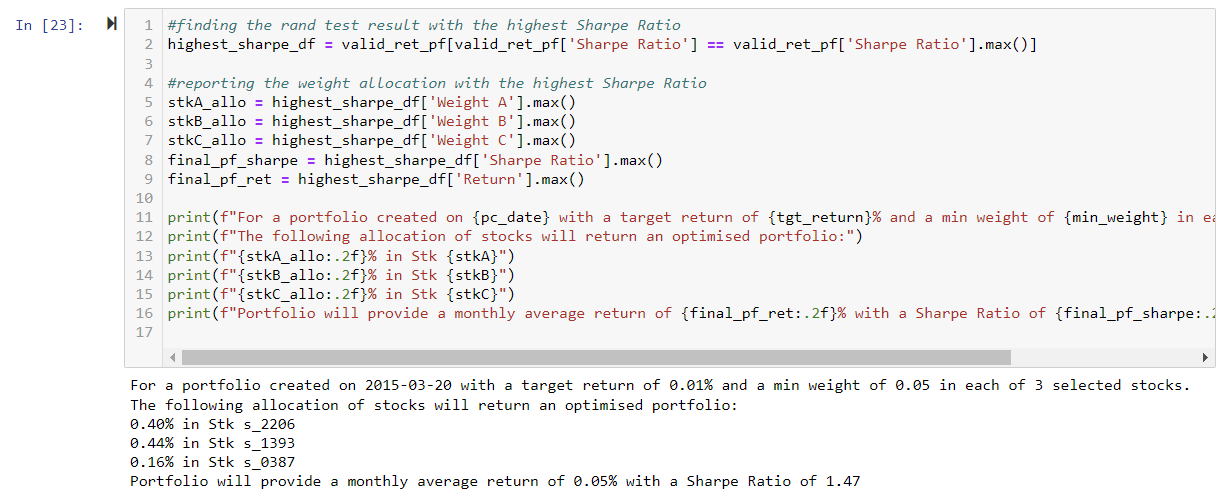 In [23]:
1 #finding the rand test result with the highest Sharpe Ratio
2 highest_sharpe_df = valid_ret_pf[valid_ret_pf['Sharpe Ratio'] == valid_ret_pf['Sharpe Ratio'].max()]
3
4 #reporting the weight allocation with the highest Sharpe Ratio
5 stkA_allo = highest_sharpe_df['Weight A'].max()
6 stkB_allo = highest_sharpe_df['Weight B'].max()
7 stkC_allo = highest_sharpe_df['Weight C'].max()
8 final_pf_sharpe = highest_sharpe_df['Sharpe Ratio'].max()
9 final_pf_ret = highest_sharpe_df['Return'].max()
10
11 print(f"For a portfolio created on {pc_date} with a target return of {tgt_return}% and a min weight of {min_weight} in ea
12 print(f"The following allocation of stocks will return an optimised portfolio:")
13 print(f"{stkA_allo:.2f}% in Stk {stkA}")
14 print(f"{stkB_allo:.2f}% in Stk {stkB}")
15 print(f"{stkC_allo:.2f}% in Stk {stkC}")
16 print(f"Portfolio will provide a monthly average return of {final_pf_ret:.2f}% with a Sharpe Ratio of {final_pf_sharpe:.2
17
For a portfolio created on 2015-03-20 with a target return of 0.01% and a min weight of 0.05 in each of 3 selected stocks.
The following allocation of stocks will return an optimised portfolio:
0.40% in Stk s_2206
0.44% in Stk s_1393
0.16% in Stk s_0387
Portfolio will provide a monthly average return of 0.05% with a Sharpe Ratio of 1.47